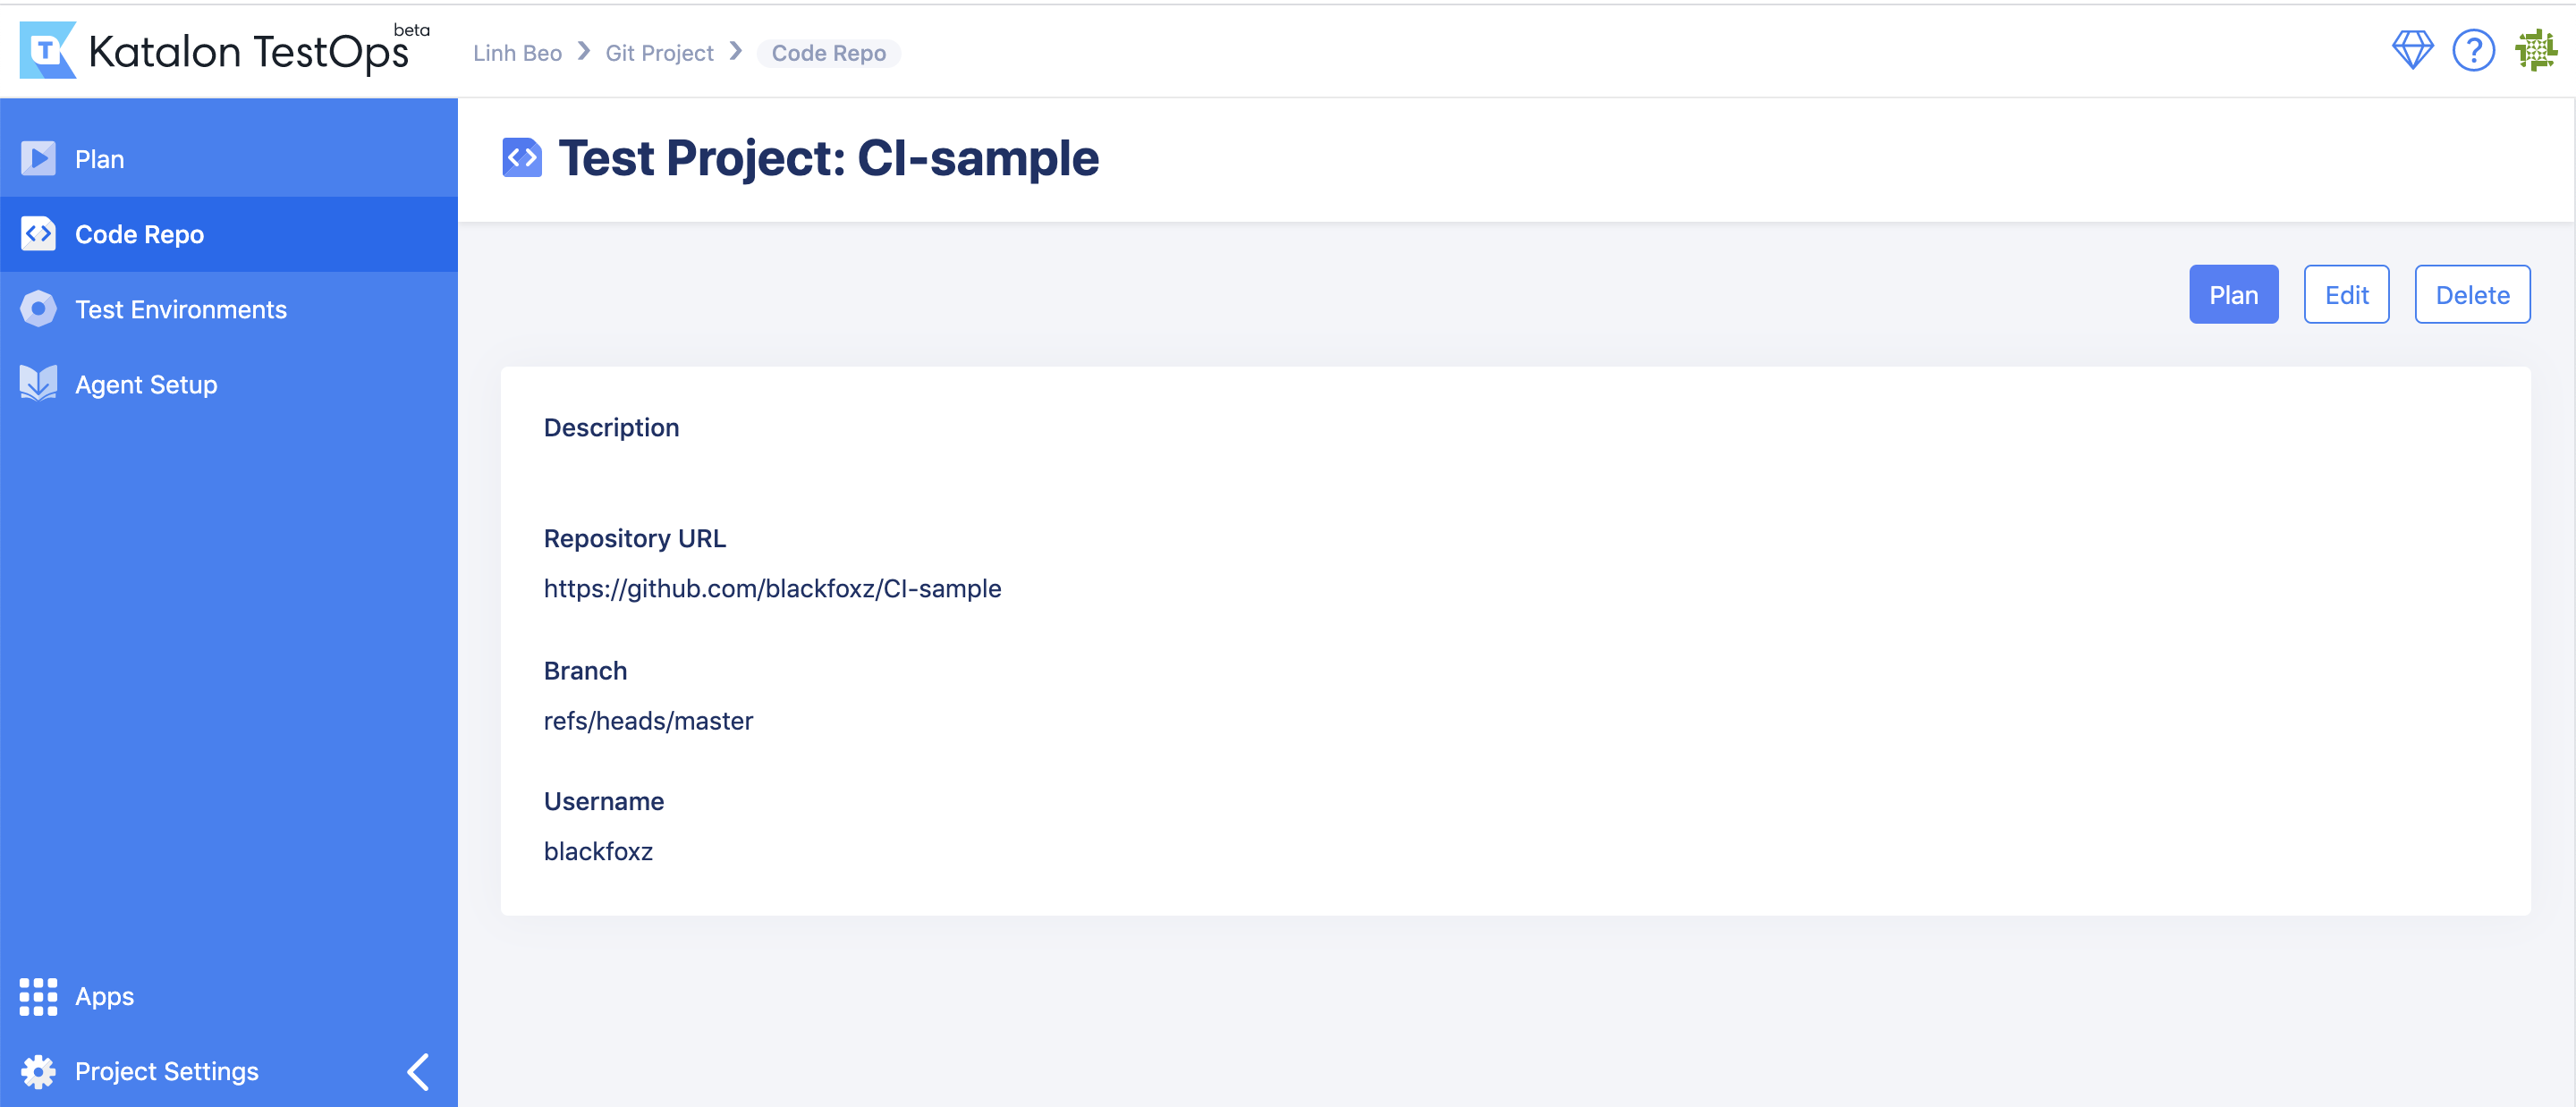 Katalon TestOps beta
Linh Beo > Git Project > Code Repo
Plan
Code Repo
Test Environments
Agent Setup
Apps
Project Settings
Test Project: CI-sample
Plan Edit Delete
Description
Repository URL
https://github.com/blackfoxz/CI-sample
Branch
refs/heads/master
Username
blackfoxz